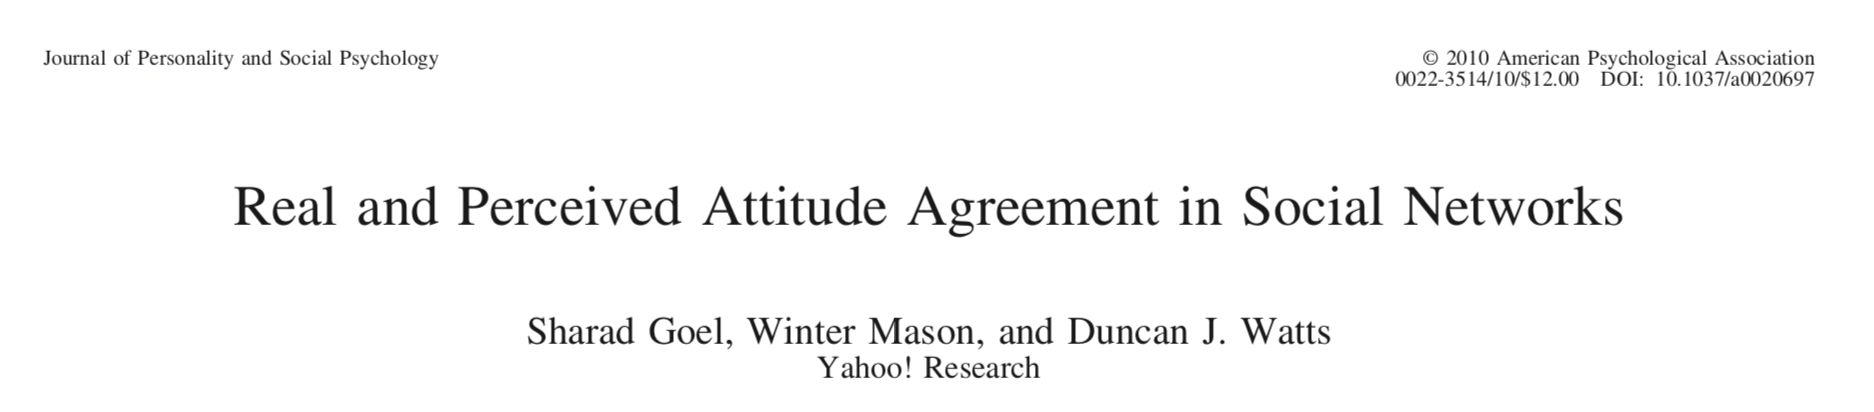 Journal of Personality and Social Psychology
© 2010 American Psychological Association
0022-3514/10/$12.00 DOI: 10.1037/a0020697
Real and Perceived Attitude Agreement in Social Networks
Sharad Goel, Winter Mason, and Duncan J. Watts
Yahoo! Research